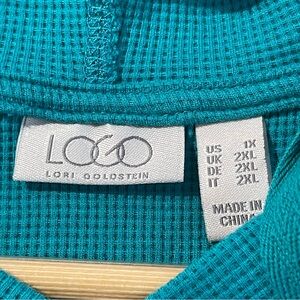 LOGO
LORI GOLDSTEIN
US 1X
UK 2XL
DE 2XL
IT 2XL
MADE IN
CHINA